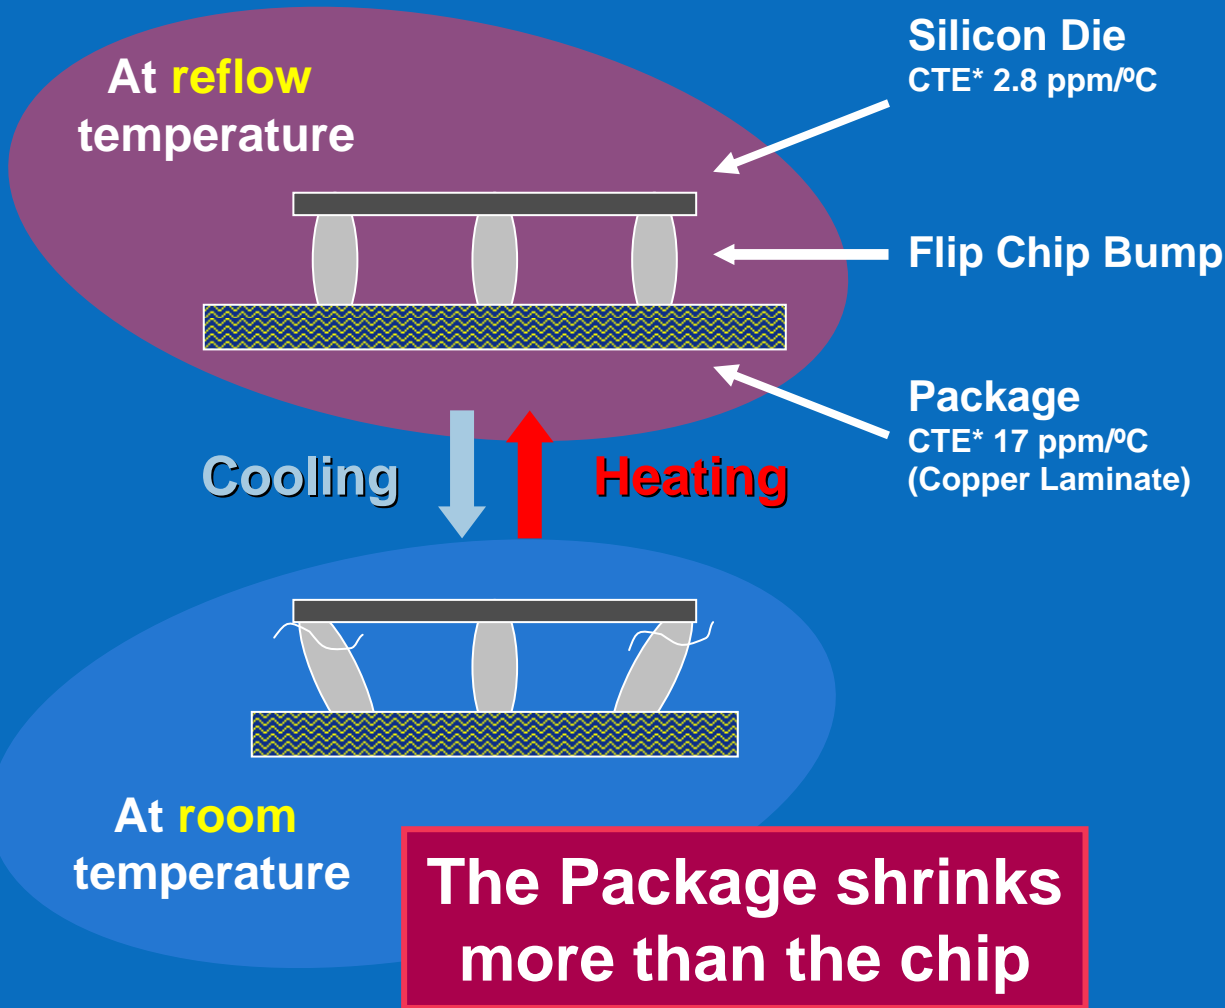 At reflow
temperature
Silicon Die
CTE* 2.8 ppm/ºC
Flip Chip Bump
Package
CTE* 17 ppm/ºC
(Copper Laminate)
Cooling
Heating
At room
temperature
The Package shrinks
more than the chip